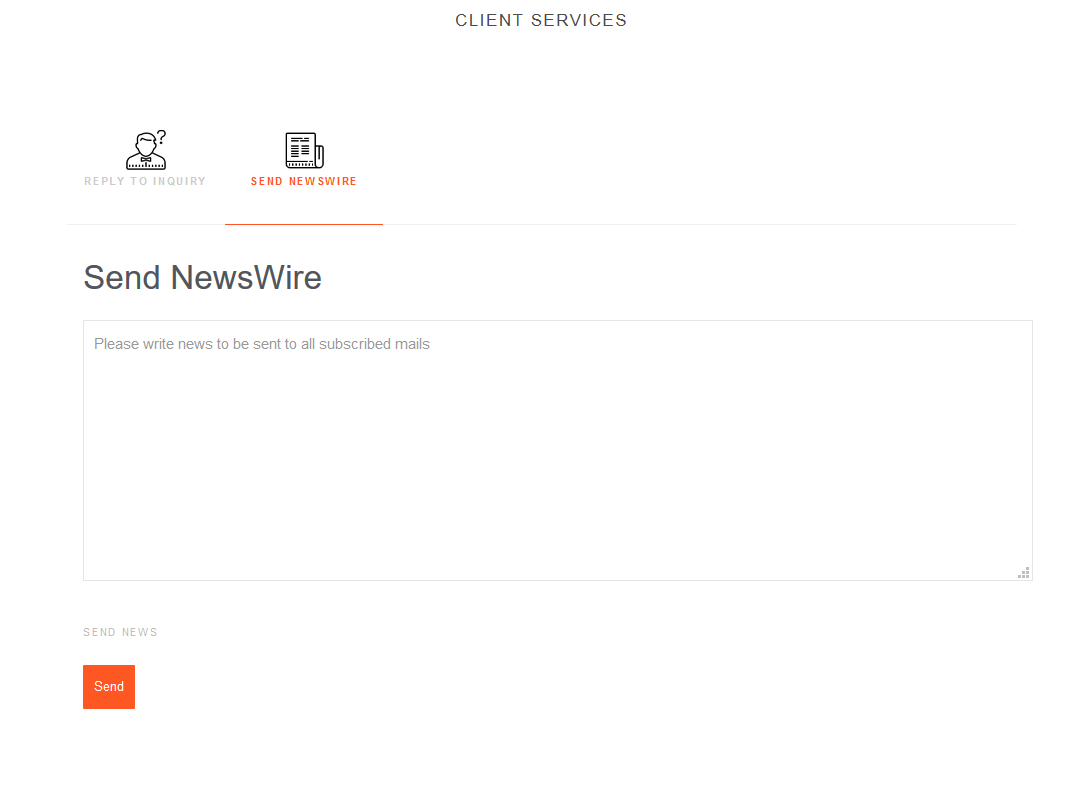 CLIENT SERVICES
REPLY TO INQUIRY
SEND NEWSWIRE
Send NewsWire
Please write news to be sent to all subscribed mails
SEND NEWS
Send